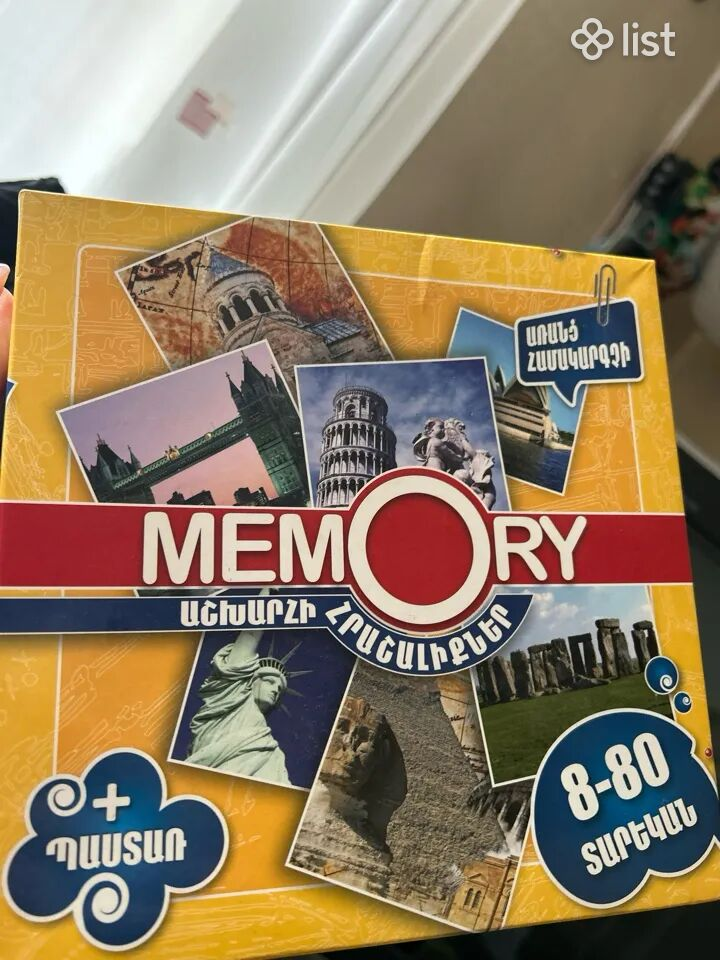 list
ԱՌԱՆՑ
ՀԱՄԱԿԱՐԳՉԻ
MEMORY
ԱՇԽԱՐՀԻ ՀՐԱՇԱԼԻՔՆԵՐ
+
ՊԱՍՏԱՌ
8-80
ՏԱՐԵԿԱՆ